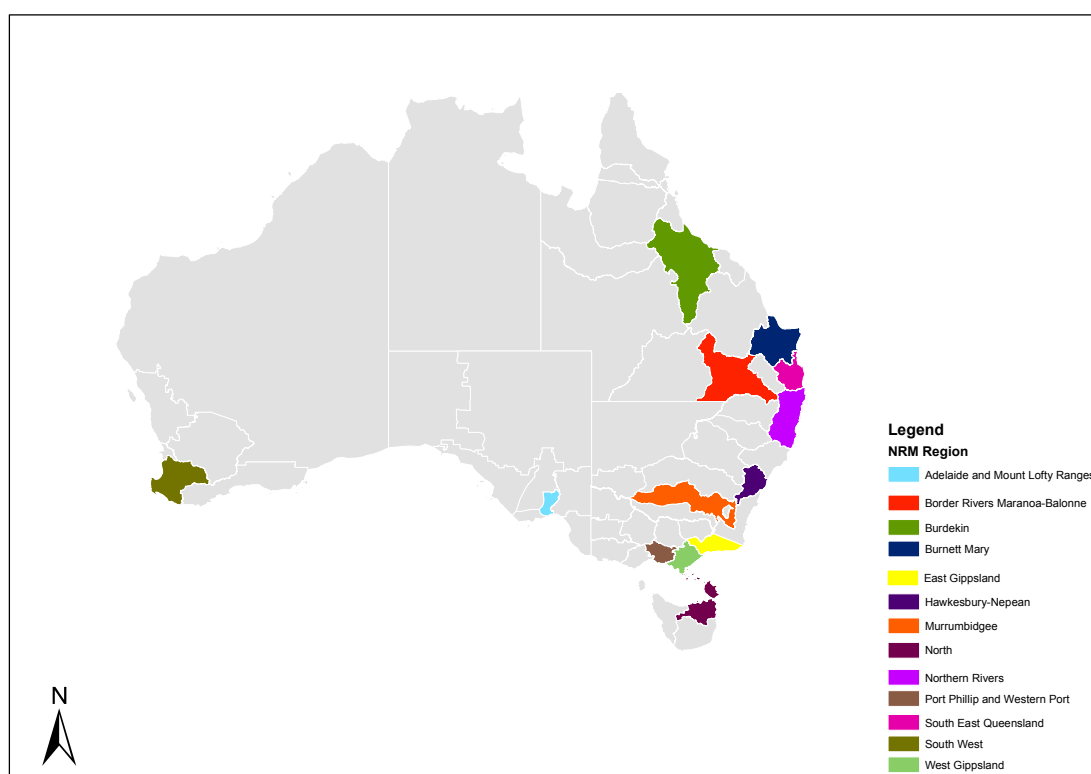 Legend
NRM Region
Adelaide and Mount Lofty Ranges
Border Rivers Maranoa-Balonne
Burdekin
Burnett Mary
East Gippsland
Hawkesbury-Nepean
Murrumbidgee
North
Northern Rivers
Port Phillip and Western Port
South East Queensland
South West
West Gippsland
N